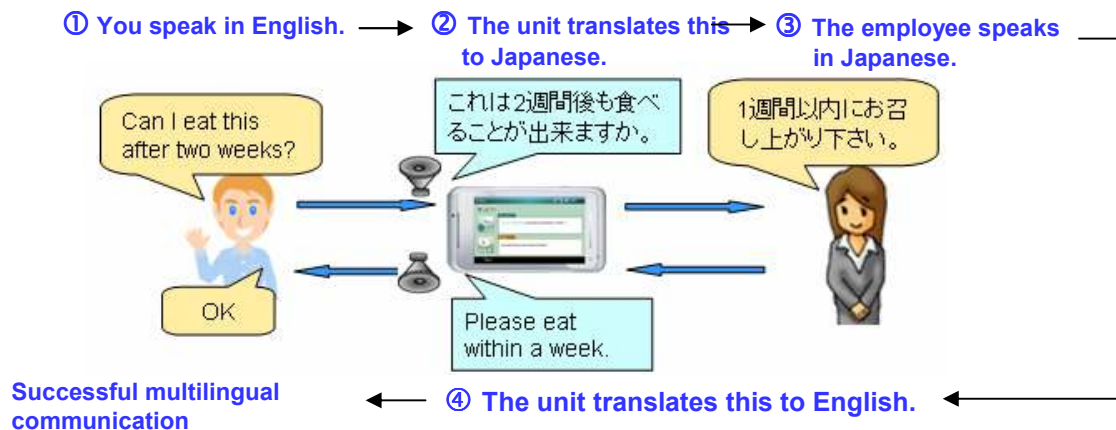 ① You speak in English.
② The unit translates this
to Japanese.
③ The employee speaks
in Japanese.
Can I eat this
after two weeks?
これは2週間後も食べ
ることが出来ますか。
1週間以内にお召
し上がり下さい。
OK
Please eat
within a week.
④ The unit translates this to English.
Successful multilingual
communication